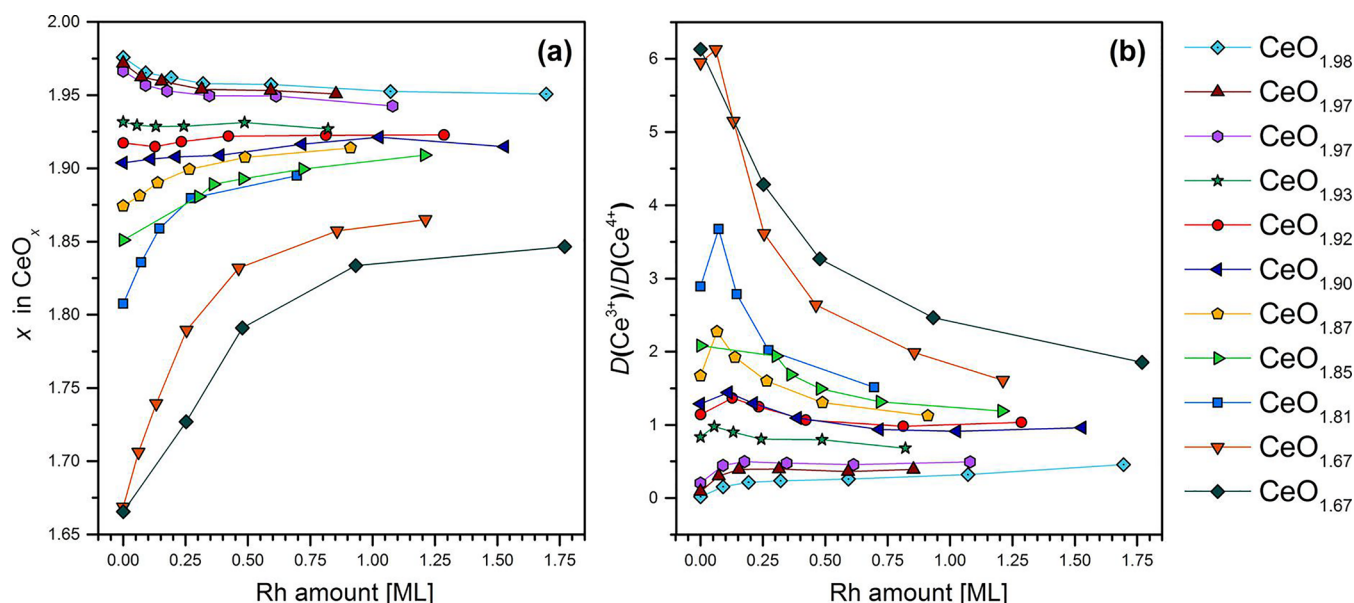 (a)
2.00
1.95
1.90
1.85
1.80
1.75
1.70
1.65
x in CeOₓ
0.00 0.25 0.50 0.75 1.00 1.25 1.50 1.75
Rh amount [ML]
(b)
6
5
4
3
2
1
0
D(Ce³⁺)/D(Ce⁴⁺)
0.00 0.25 0.50 0.75 1.00 1.25 1.50 1.75
Rh amount [ML]
CeO₁.₉₈
CeO₁.₉₇
CeO₁.₉₇
CeO₁.₉₃
CeO₁.₉₂
CeO₁.₉₀
CeO₁.₈₇
CeO₁.₈₅
CeO₁.₈₁
CeO₁.₆₇
CeO₁.₆₇